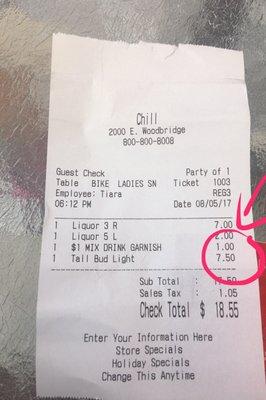 Chill
2000 E. Woodbridge
800-800-8008
Guest Check Party of 1
Table BIKE LADIES SN Ticket 1003
Employee: Tiara REG3
06:12 PM Date 08/05/17
1 Liquor 3 R 7.00
1 Liquor 5 L 2.00
1 $1 MIX DRINK GARNISH 1.00
1 Tall Bud Light 7.50
Sub Total : 17.50
Sales Tax : 1.05
Check Total $ 18.55
Enter Your Information Here
Store Specials
Holiday Specials
Change This Anytime